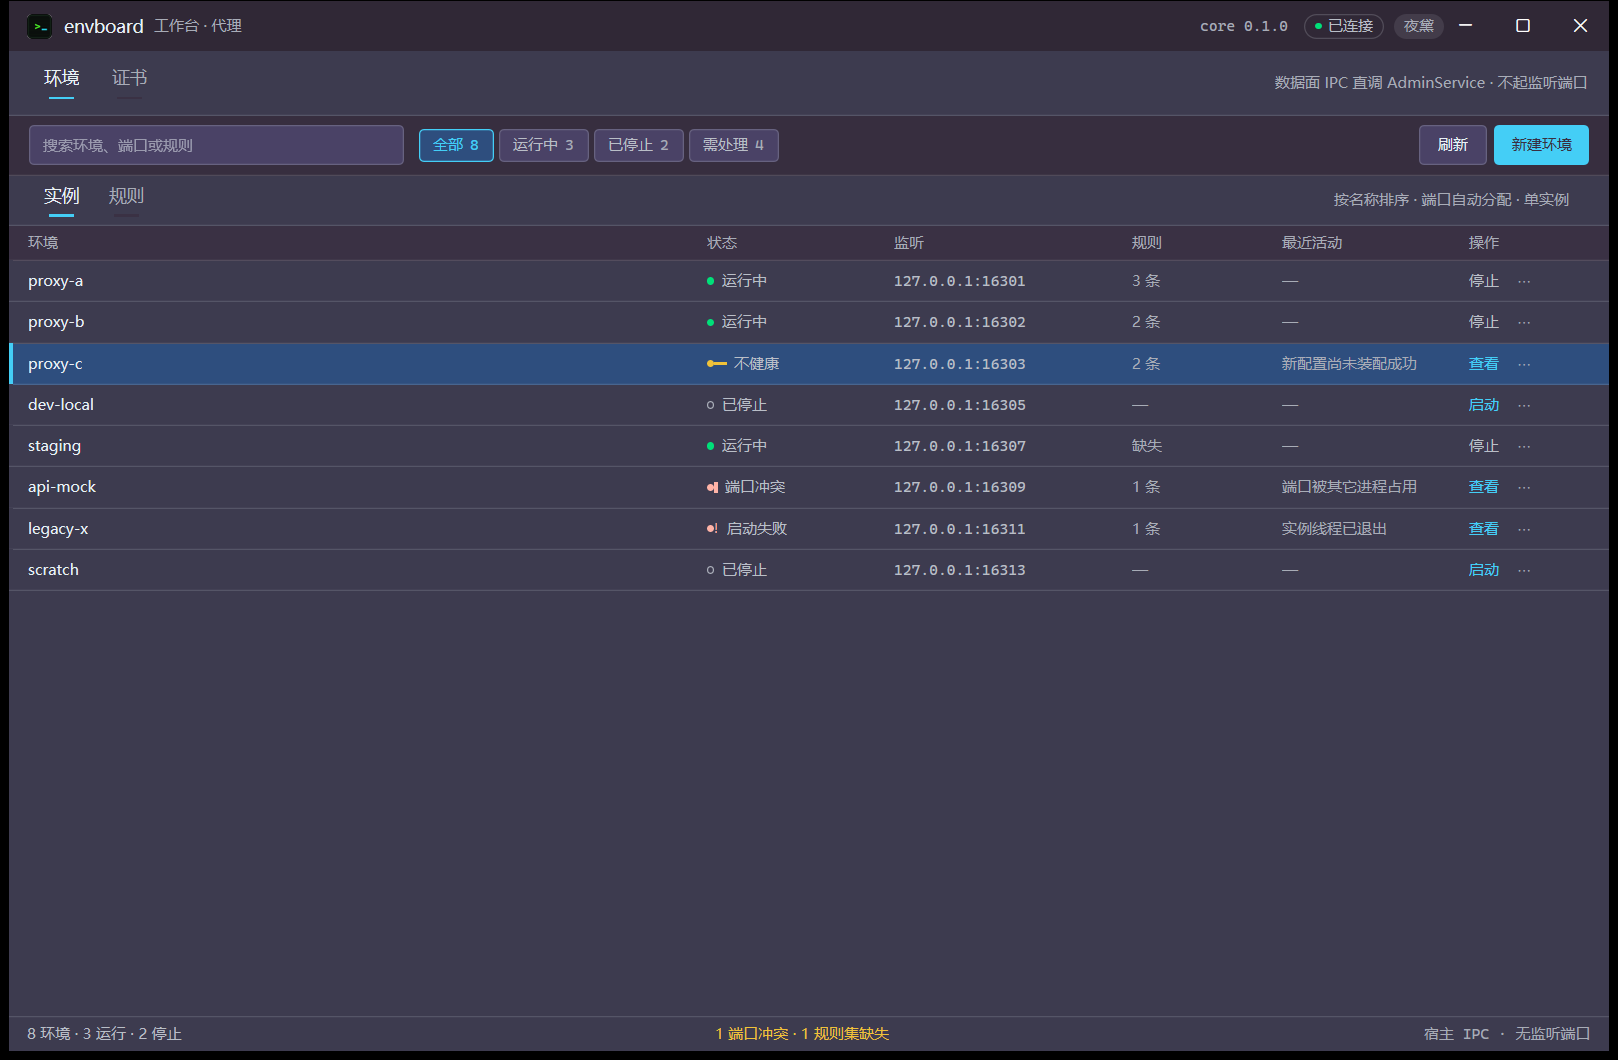 >_ envboard 工作台 · 代理 core 0.1.0 已连接 夜黛
环境 证书 数据面 IPC 直调 AdminService · 不起监听端口
搜索环境、端口或规则 全部 8 运行中 3 已停止 2 需处理 4 刷新 新建环境
实例 规则 按名称排序 · 端口自动分配 · 单实例
环境 状态 监听 规则 最近活动 操作
proxy-a 运行中 127.0.0.1:16301 3 条 — 停止 ···
proxy-b 运行中 127.0.0.1:16302 2 条 — 停止 ···
proxy-c 不健康 127.0.0.1:16303 2 条 新配置尚未装配成功 查看 ···
dev-local 已停止 127.0.0.1:16305 — — 启动 ···
staging 运行中 127.0.0.1:16307 缺失 — 停止 ···
api-mock 端口冲突 127.0.0.1:16309 1 条 端口被其它进程占用 查看 ···
legacy-x ! 启动失败 127.0.0.1:16311 1 条 实例线程已退出 查看 ···
scratch 已停止 127.0.0.1:16313 — — 启动 ···
8 环境 · 3 运行 · 2 停止 1 端口冲突 · 1 规则集缺失 宿主 IPC · 无监听端口